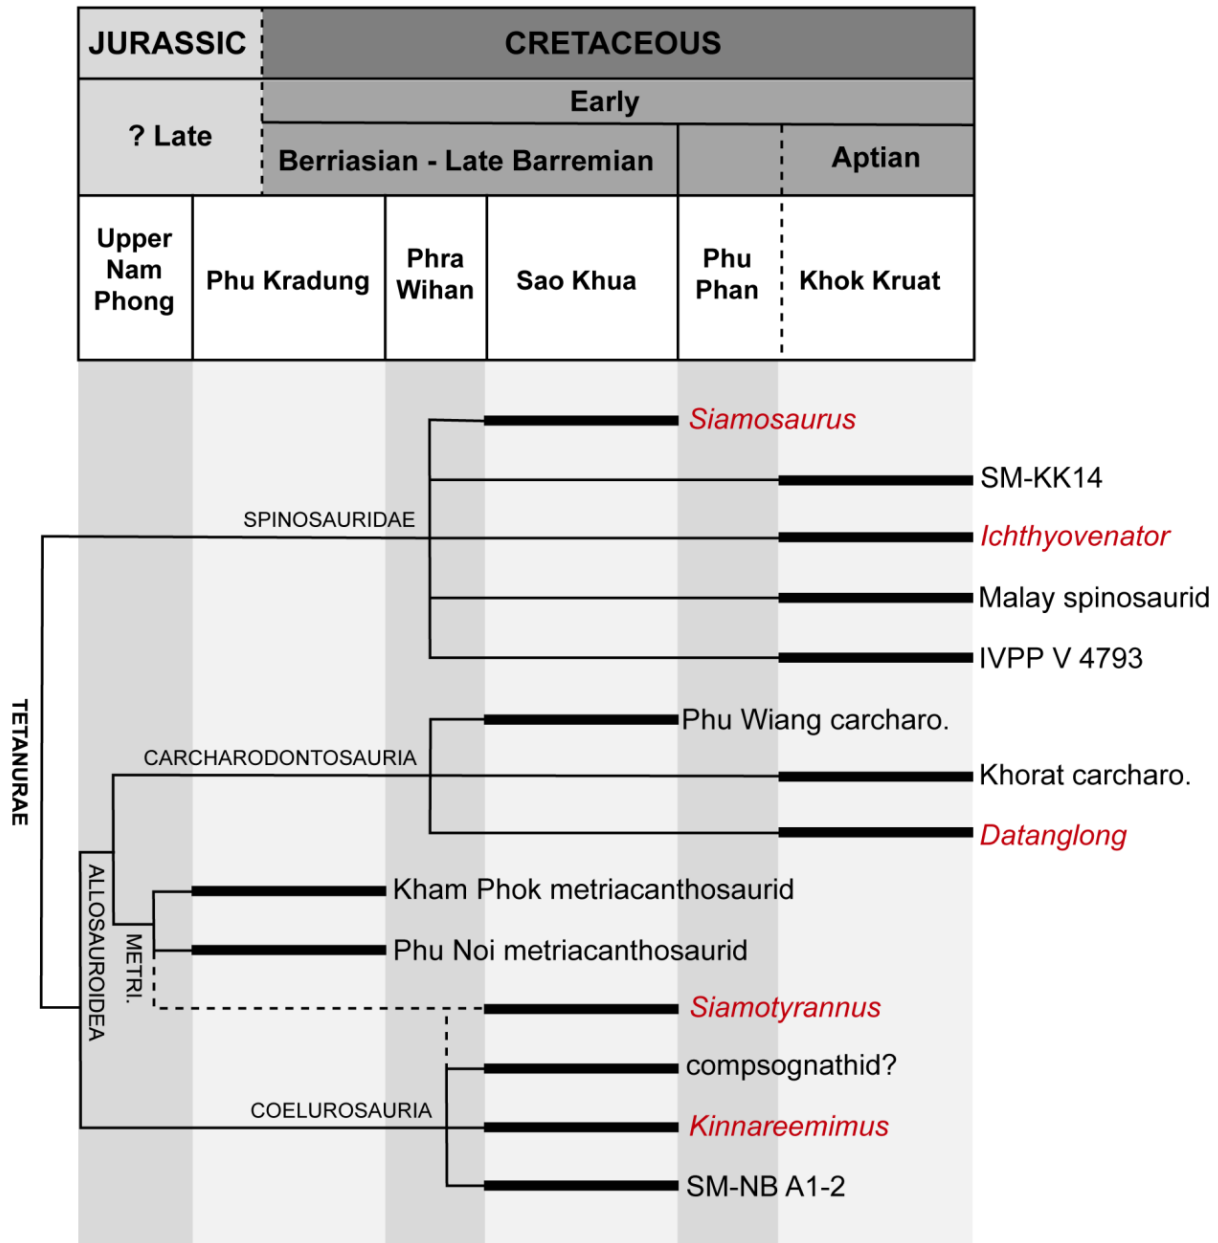 JURASSIC
CRETACEOUS
? Late
Early
Berriasian - Late Barremian
Aptian
Upper
Nam
Phong
Phu Kradung
Phra
Wihan
Sao Khua
Phu
Phan
Khok Kruat
Siamosaurus
SM-KK14
SPINOSAURIDAE
Ichthyovenator
Malay spinosaurid
IVPP V 4793
Phu Wiang carcharo.
CARCHARODONTOSAURIA
Khorat carcharo.
TETANURAE
Datanglong
ALLOSAUROIDEA
Kham Phok metriacanthosaurid
METRI.
Phu Noi metriacanthosaurid
Siamotyrannus
compsognathid?
COELUROSAURIA
Kinnareemimus
SM-NB A1-2